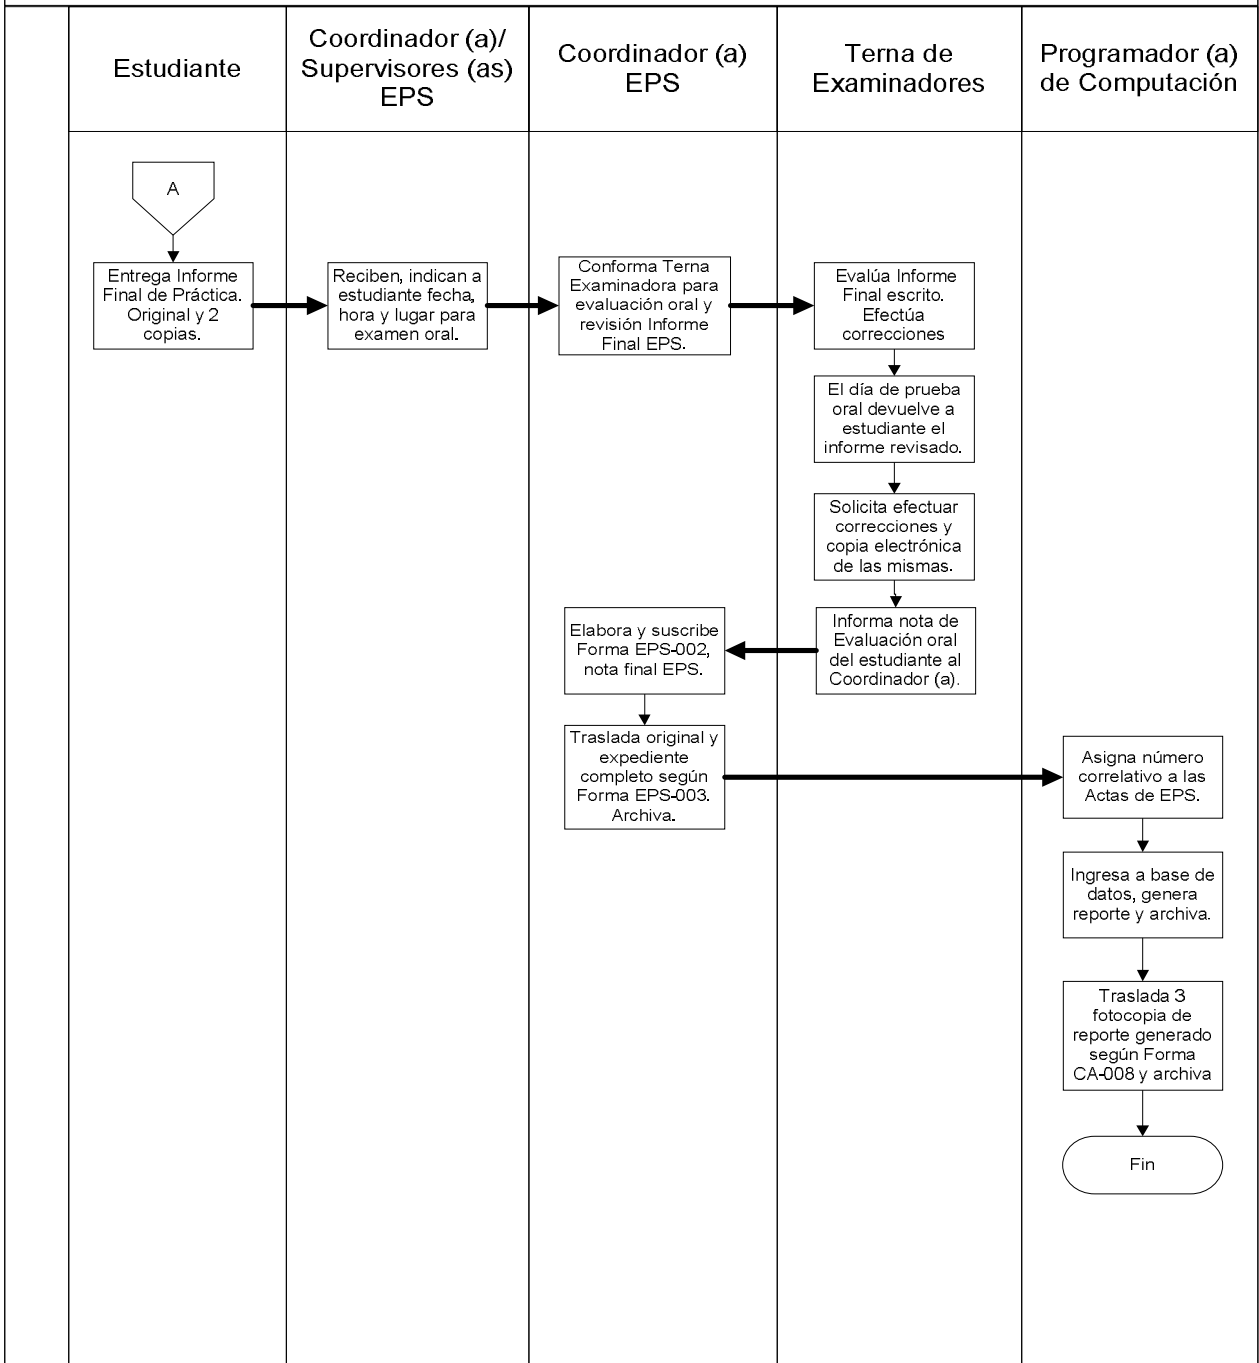 Estudiante
Coordinador (a)/
Supervisores (as)
EPS
Coordinador (a)
EPS
Terna de
Examinadores
Programador (a)
de Computación
A
Entrega Informe
Final de Práctica.
Original y 2
copias.
Reciben, indican a
estudiante fecha,
hora y lugar para
examen oral.
Conforma Terna
Examinadora para
evaluación oral y
revisión Informe
Final EPS.
Evalúa Informe
Final escrito.
Efectúa
correcciones
El día de prueba
oral devuelve a
estudiante el
informe revisado.
Solicita efectuar
correcciones y
copia electrónica
de las mismas.
Informa nota de
Evaluación oral
del estudiante al
Coordinador (a).
Elabora y suscribe
Forma EPS-002,
nota final EPS.
Traslada original y
expediente
completo según
Forma EPS-003.
Archiva.
Asigna número
correlativo a las
Actas de EPS.
Ingresa a base de
datos, genera
reporte y archiva.
Traslada 3
fotocopia de
reporte generado
según Forma
CA-008 y archiva
Fin